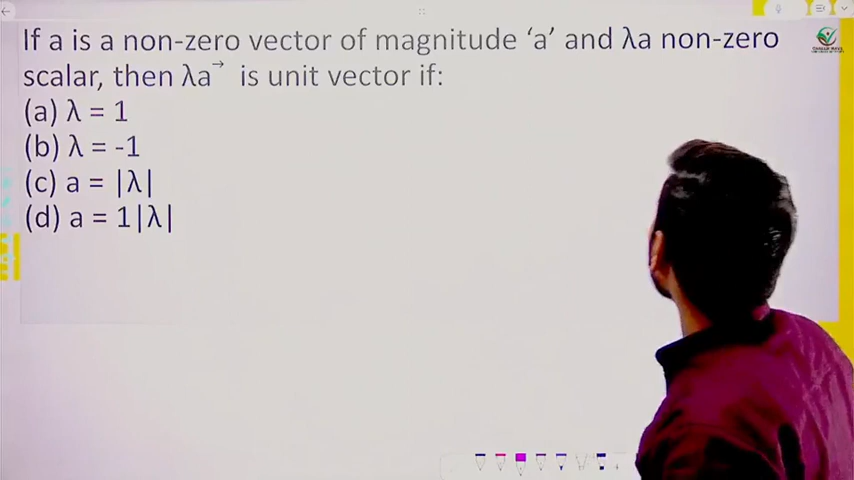 If a is a non-zero vector of magnitude ‘a’ and λa non-zero
scalar, then λa→ is unit vector if:
(a) λ = 1
(b) λ = -1
(c) a = |λ|
(d) a = 1|λ|